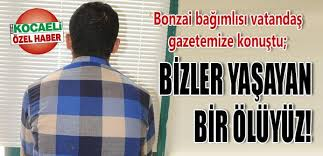 KOCAELİ
ÖZEL HABER
Bonzai bağımlısı vatandaş
gazetemize konuştu;
BİZLER YAŞAYAN
BİR ÖLÜYÜZ!